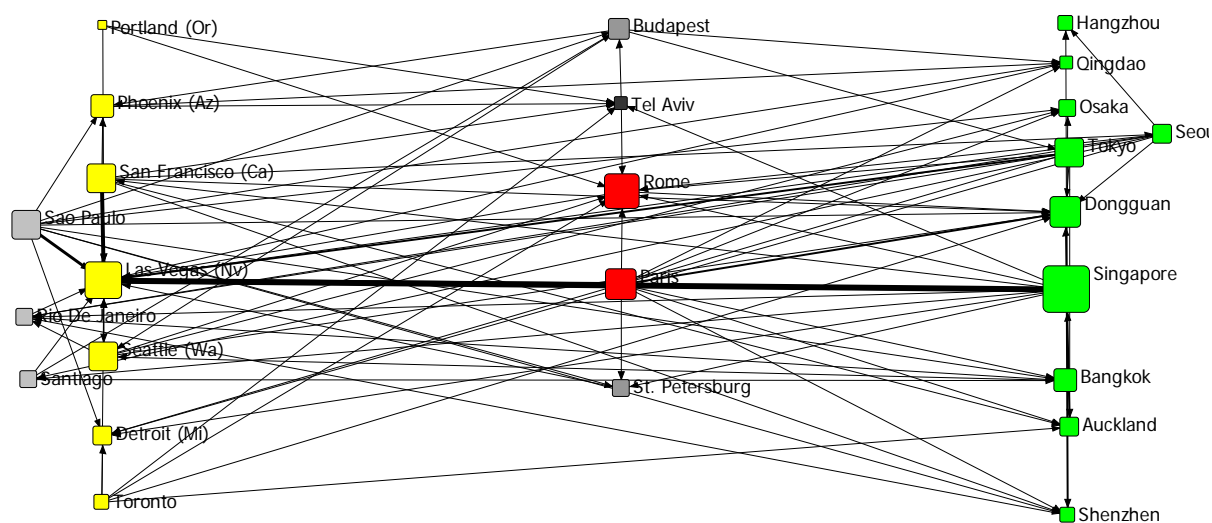 Portland (Or)
Budapest
Hangzhou
Qingdao
Phoenix (Az)
Tel Aviv
Osaka
Seou
Tokyo
San Francisco (Ca)
Rome
Sao Paulo
Dongguan
Las Vegas (Nv)
Paris
Singapore
Rio De Janeiro
Seattle (Wa)
Santiago
St. Petersburg
Bangkok
Detroit (Mi)
Auckland
Toronto
Shenzhen